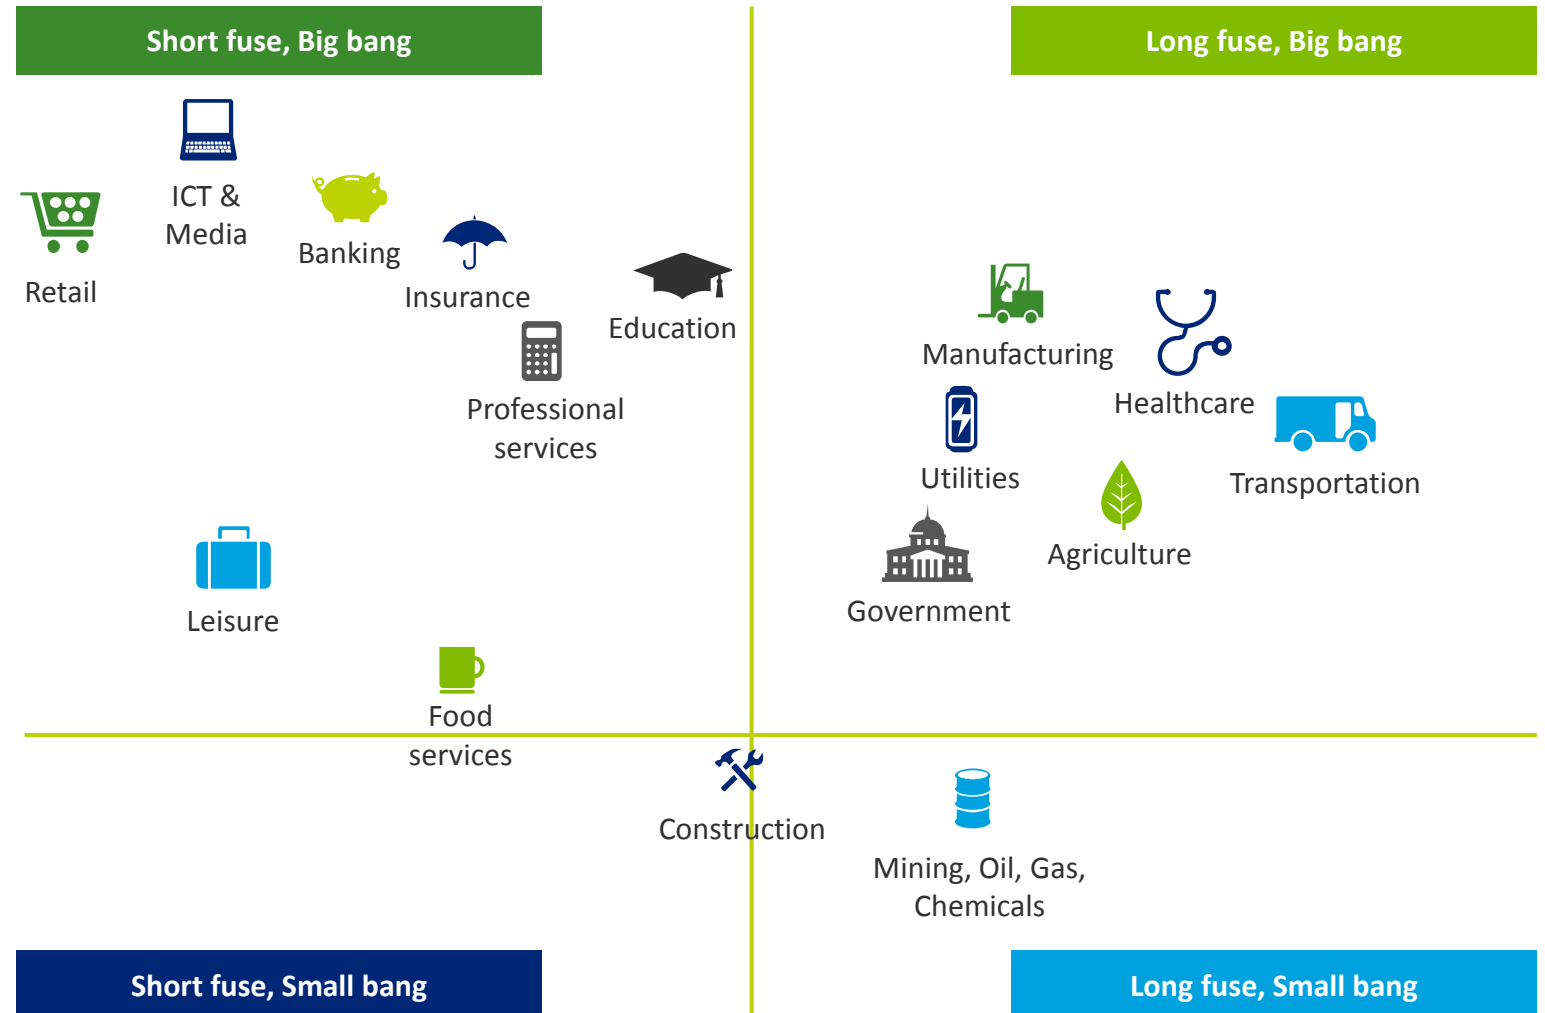 Short fuse, Big bang
Long fuse, Big bang
ICT &
Media
Banking
Retail
Insurance
Education
Professional
services
Manufacturing
Healthcare
Utilities
Transportation
Agriculture
Government
Leisure
Food
services
Construction
Mining, Oil, Gas,
Chemicals
Short fuse, Small bang
Long fuse, Small bang